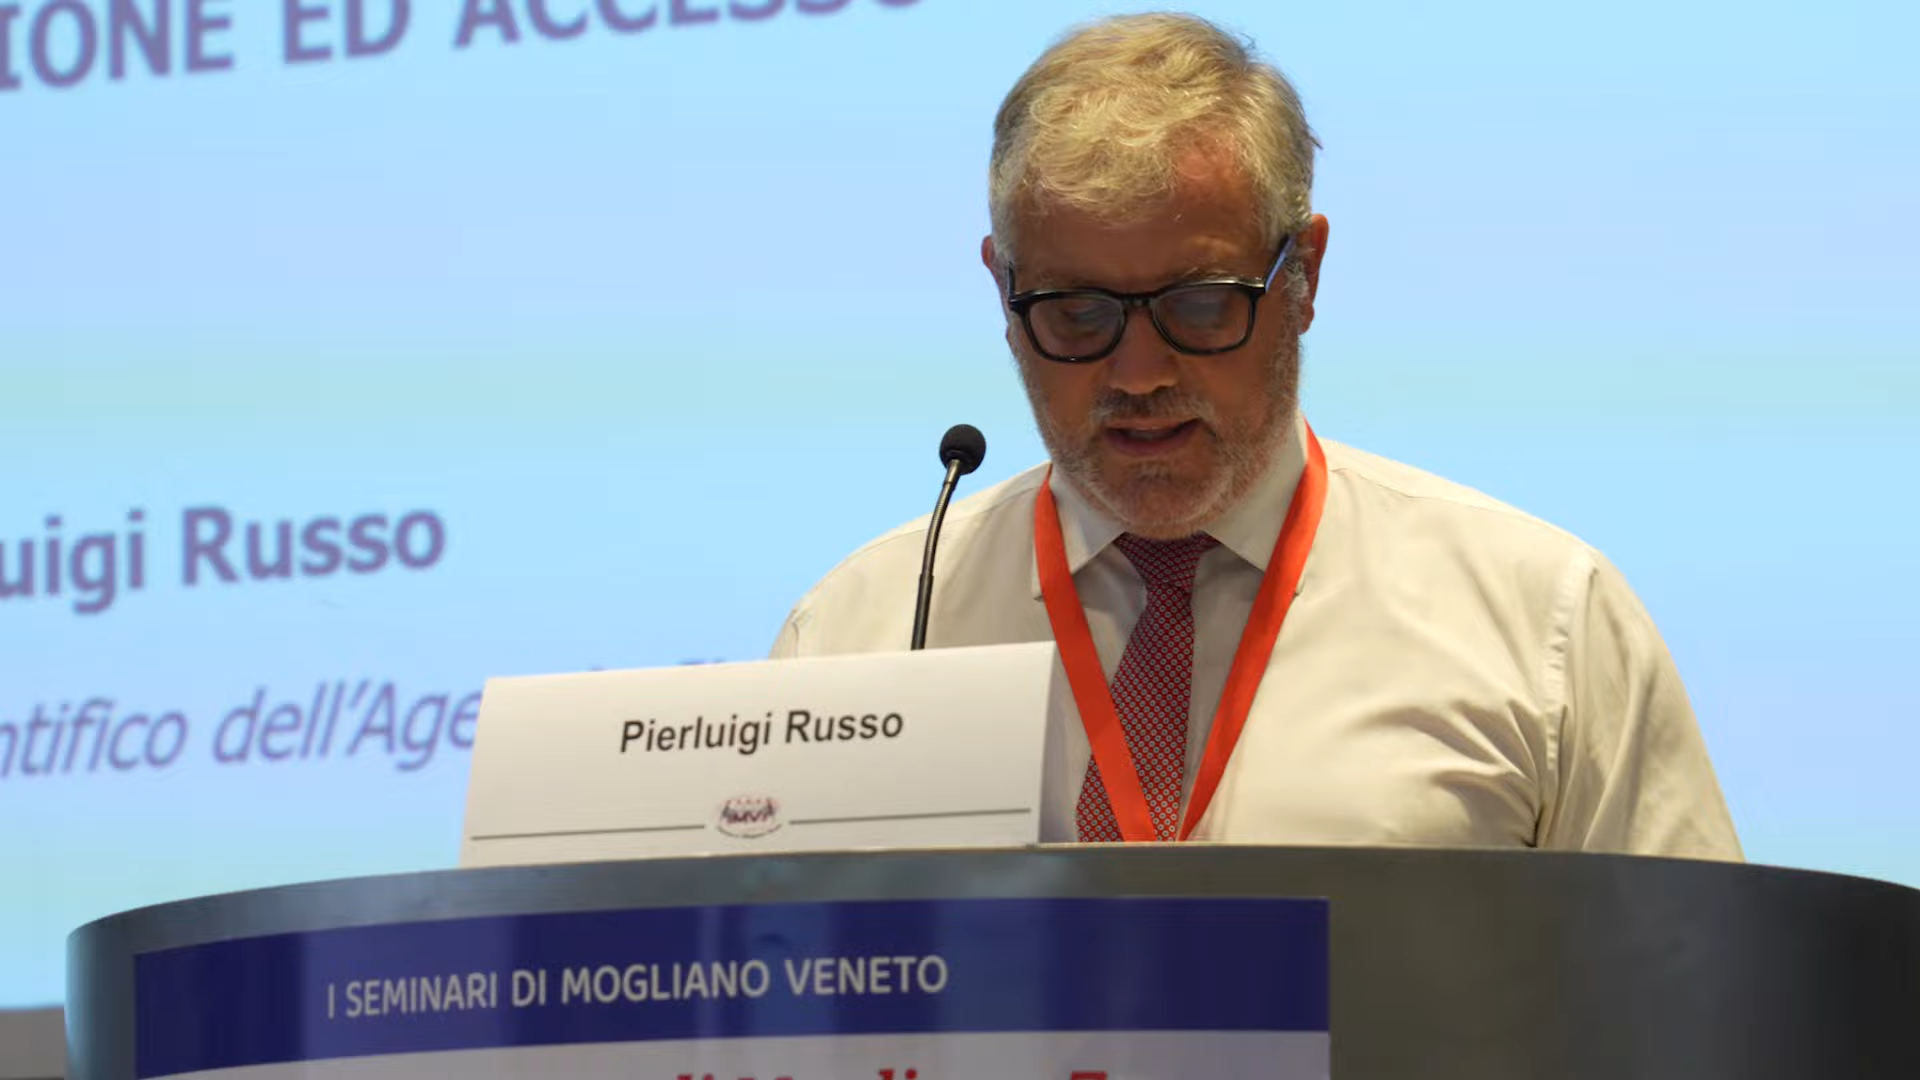 IONE ED ACCESSO
uigi Russo
ntifico dell'Age
Pierluigi Russo
I SEMINARI DI MOGLIANO VENETO